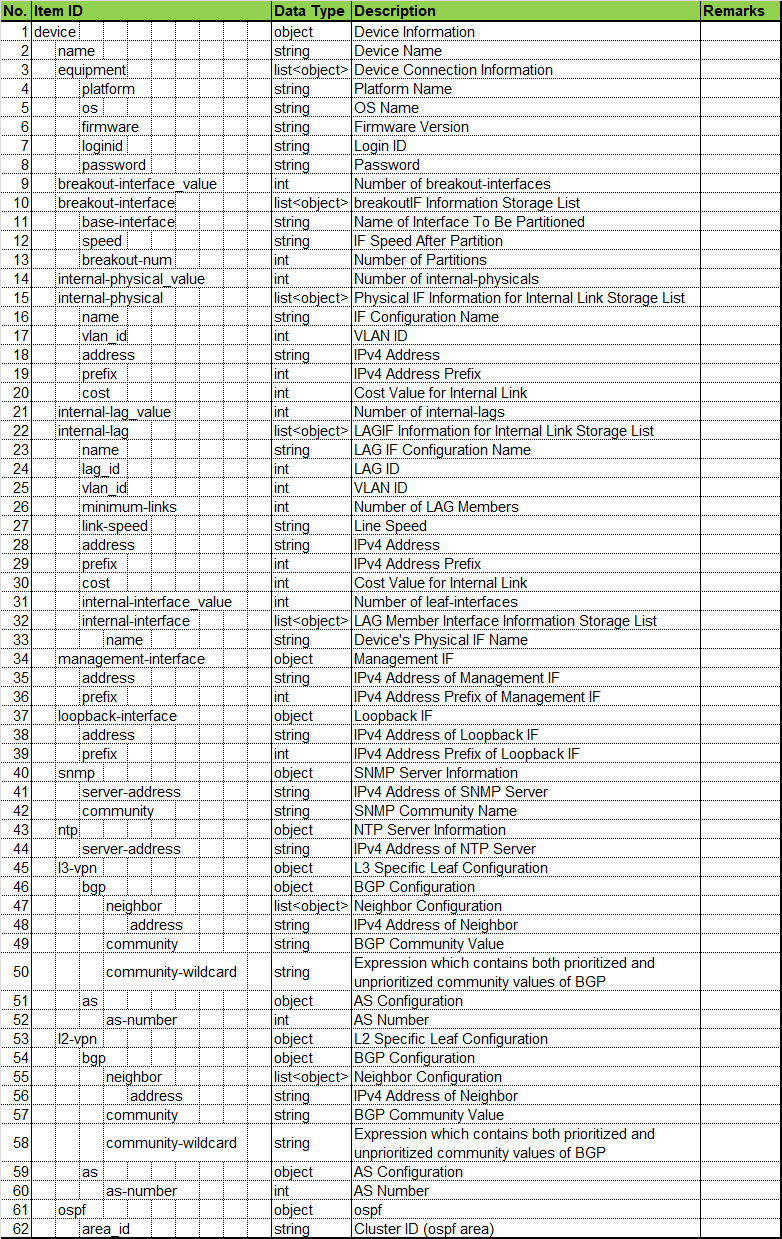 No. Item ID Data Type Description Remarks
1 device object Device Information
2 name string Device Name
3 equipment list<object> Device Connection Information
4 platform string Platform Name
5 os string OS Name
6 firmware string Firmware Version
7 loginid string Login ID
8 password string Password
9 breakout-interface_value int Number of breakout-interfaces
10 breakout-interface list<object> breakoutIF Information Storage List
11 base-interface string Name of Interface To Be Partitioned
12 speed string IF Speed After Partition
13 breakout-num int Number of Partitions
14 internal-physical_value int Number of internal-physicals
15 internal-physical list<object> Physical IF Information for Internal Link Storage List
16 name string IF Configuration Name
17 vlan_id int VLAN ID
18 address string IPv4 Address
19 prefix int IPv4 Address Prefix
20 cost int Cost Value for Internal Link
21 internal-lag_value int Number of internal-lags
22 internal-lag list<object> LAGIF Information for Internal Link Storage List
23 name string LAG IF Configuration Name
24 lag_id int LAG ID
25 vlan_id int VLAN ID
26 minimum-links int Number of LAG Members
27 link-speed string Line Speed
28 address string IPv4 Address
29 prefix int IPv4 Address Prefix
30 cost int Cost Value for Internal Link
31 internal-interface_value int Number of leaf-interfaces
32 internal-interface list<object> LAG Member Interface Information Storage List
33 name string Device's Physical IF Name
34 management-interface object Management IF
35 address string IPv4 Address of Management IF
36 prefix int IPv4 Address Prefix of Management IF
37 loopback-interface object Loopback IF
38 address string IPv4 Address of Loopback IF
39 prefix int IPv4 Address Prefix of Loopback IF
40 snmp object SNMP Server Information
41 server-address string IPv4 Address of SNMP Server
42 community string SNMP Community Name
43 ntp object NTP Server Information
44 server-address string IPv4 Address of NTP Server
45 l3-vpn object L3 Specific Leaf Configuration
46 bgp object BGP Configuration
47 neighbor list<object> Neighbor Configuration
48 address string IPv4 Address of Neighbor
49 community string BGP Community Value
50 community-wildcard string Expression which contains both prioritized and
unprioritized community values of BGP
51 as object AS Configuration
52 as-number int AS Number
53 l2-vpn object L2 Specific Leaf Configuration
54 bgp object BGP Configuration
55 neighbor list<object> Neighbor Configuration
56 address string IPv4 Address of Neighbor
57 community string BGP Community Value
58 community-wildcard string Expression which contains both prioritized and
unprioritized community values of BGP
59 as object AS Configuration
60 as-number int AS Number
61 ospf object ospf
62 area_id string Cluster ID (ospf area)